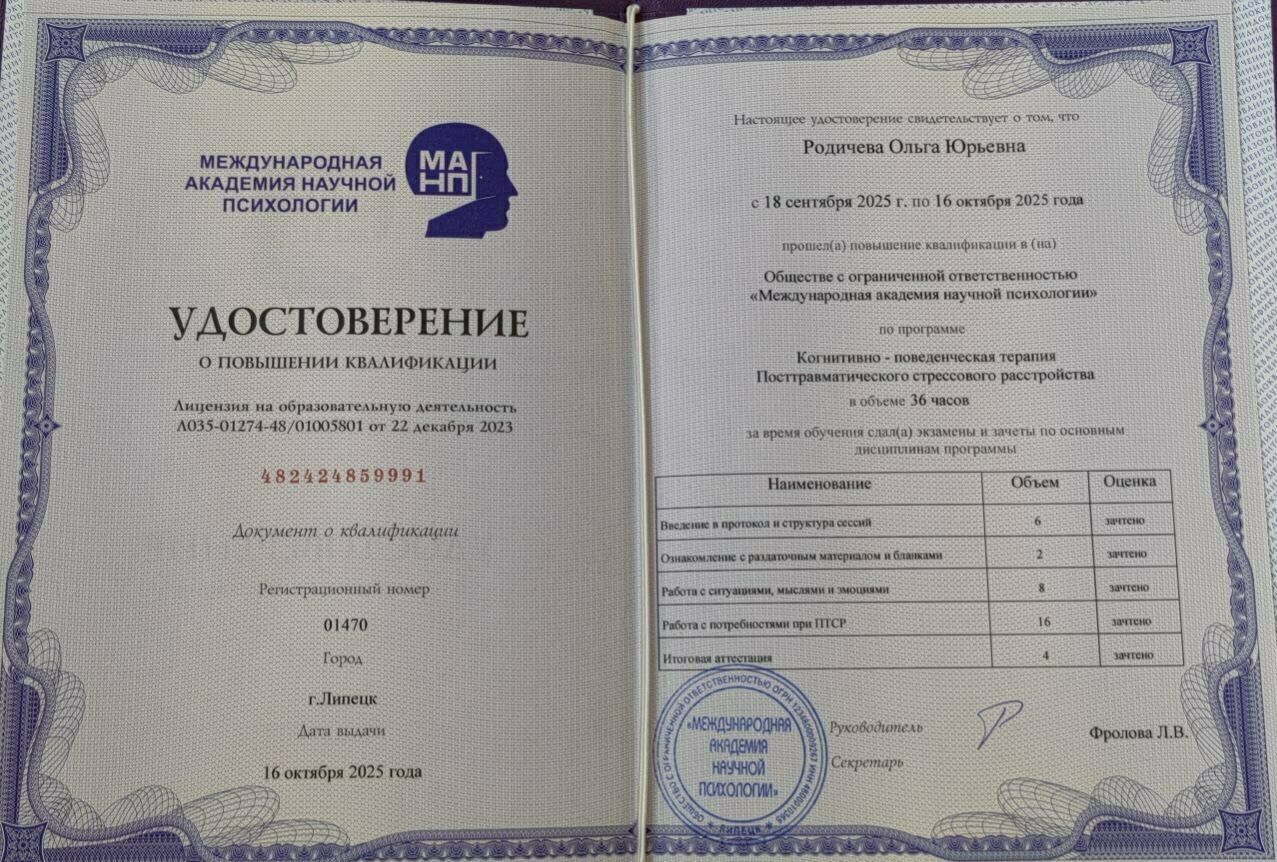 МЕЖДУНАРОДНАЯ
АКАДЕМИЯ НАУЧНОЙ
ПСИХОЛОГИИ
МА
НП
УДОСТОВЕРЕНИЕ
О ПОВЫШЕНИИ КВАЛИФИКАЦИИ
Лицензия на образовательную деятельность
Л035-01274-48/01005801 от 22 декабря 2023
482424859991
Документ о квалификации
Регистрационный номер
01470
Город
г.Липецк
Дата выдачи
16 октября 2025 года
Настоящее удостоверение свидетельствует о том, что
Родичева Ольга Юрьевна
с 18 сентября 2025 г. по 16 октября 2025 года
прошел(а) повышение квалификации в (на)
Обществе с ограниченной ответственностью
«Международная академия научной психологии»
по программе
Когнитивно - поведенческая терапия
Посттравматического стрессового расстройства
в объеме 36 часов
за время обучения сдал(а) экзамены и зачеты по основным
дисциплинам программы
Наименование Объем Оценка
Введение в протокол и структура сессий 6 зачтено
Ознакомление с раздаточным материалом и бланками 2 зачтено
Работа с ситуациями, мыслями и эмоциями 8 зачтено
Работа с потребностями при ПТСР 16 зачтено
Итоговая аттестация 4 зачтено
ОБЩЕСТВО С ОГРАНИЧЕННОЙ ОТВЕТСТВЕННОСТЬЮ ОГРН ИНН
«МЕЖДУНАРОДНАЯ
АКАДЕМИЯ
НАУЧНОЙ
ПСИХОЛОГИИ»
ЛИПЕЦК
Руководитель
Фролова Л.В.
Секретарь